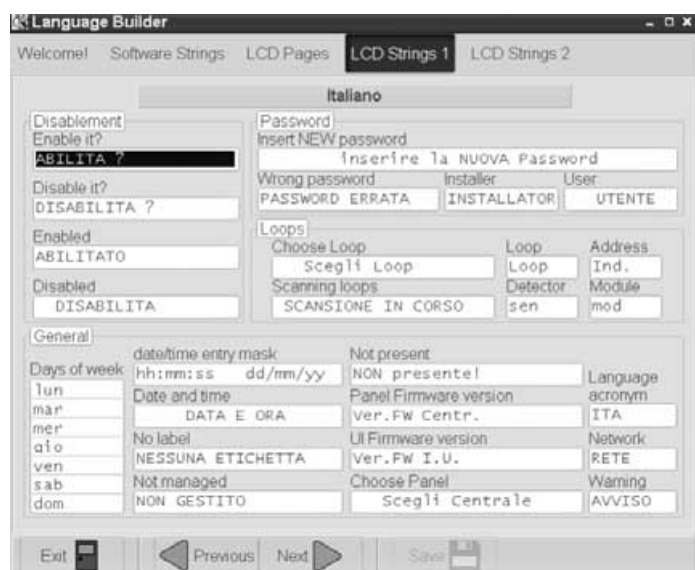 Language Builder
Welcome! Software Strings LCD Pages LCD Strings 1 LCD Strings 2
Italiano
Disablement
Enable it?
ABILITA ?
Disable it?
DISABILITA ?
Enabled
ABILITATO
Disabled
DISABILITA
Password
Insert NEW password
inserire la NUOVA Password
Wrong password Installer User
PASSWORD ERRATA INSTALLATOR UTENTE
Loops
Choose Loop Loop Address
Scegli Loop Loop Ind.
Scanning loops Detector Module
SCANSIONE IN CORSO sen mod
General
Days of week
lun
mar
mer
gio
ven
sab
dom
date/time entry mask
hh:mm:ss dd/mm/yy
Date and time
DATA E ORA
No label
NESSUNA ETICHETTA
Not managed
NON GESTITO
Not present
NON presente!
Panel Firmware version
Ver.FW Centr.
UI Firmware version
Ver.FW I.U.
Choose Panel
Scegli Centrale
Language
acronym
ITA
Network
RETE
Warning
AVVISO
Exit Previous Next Save